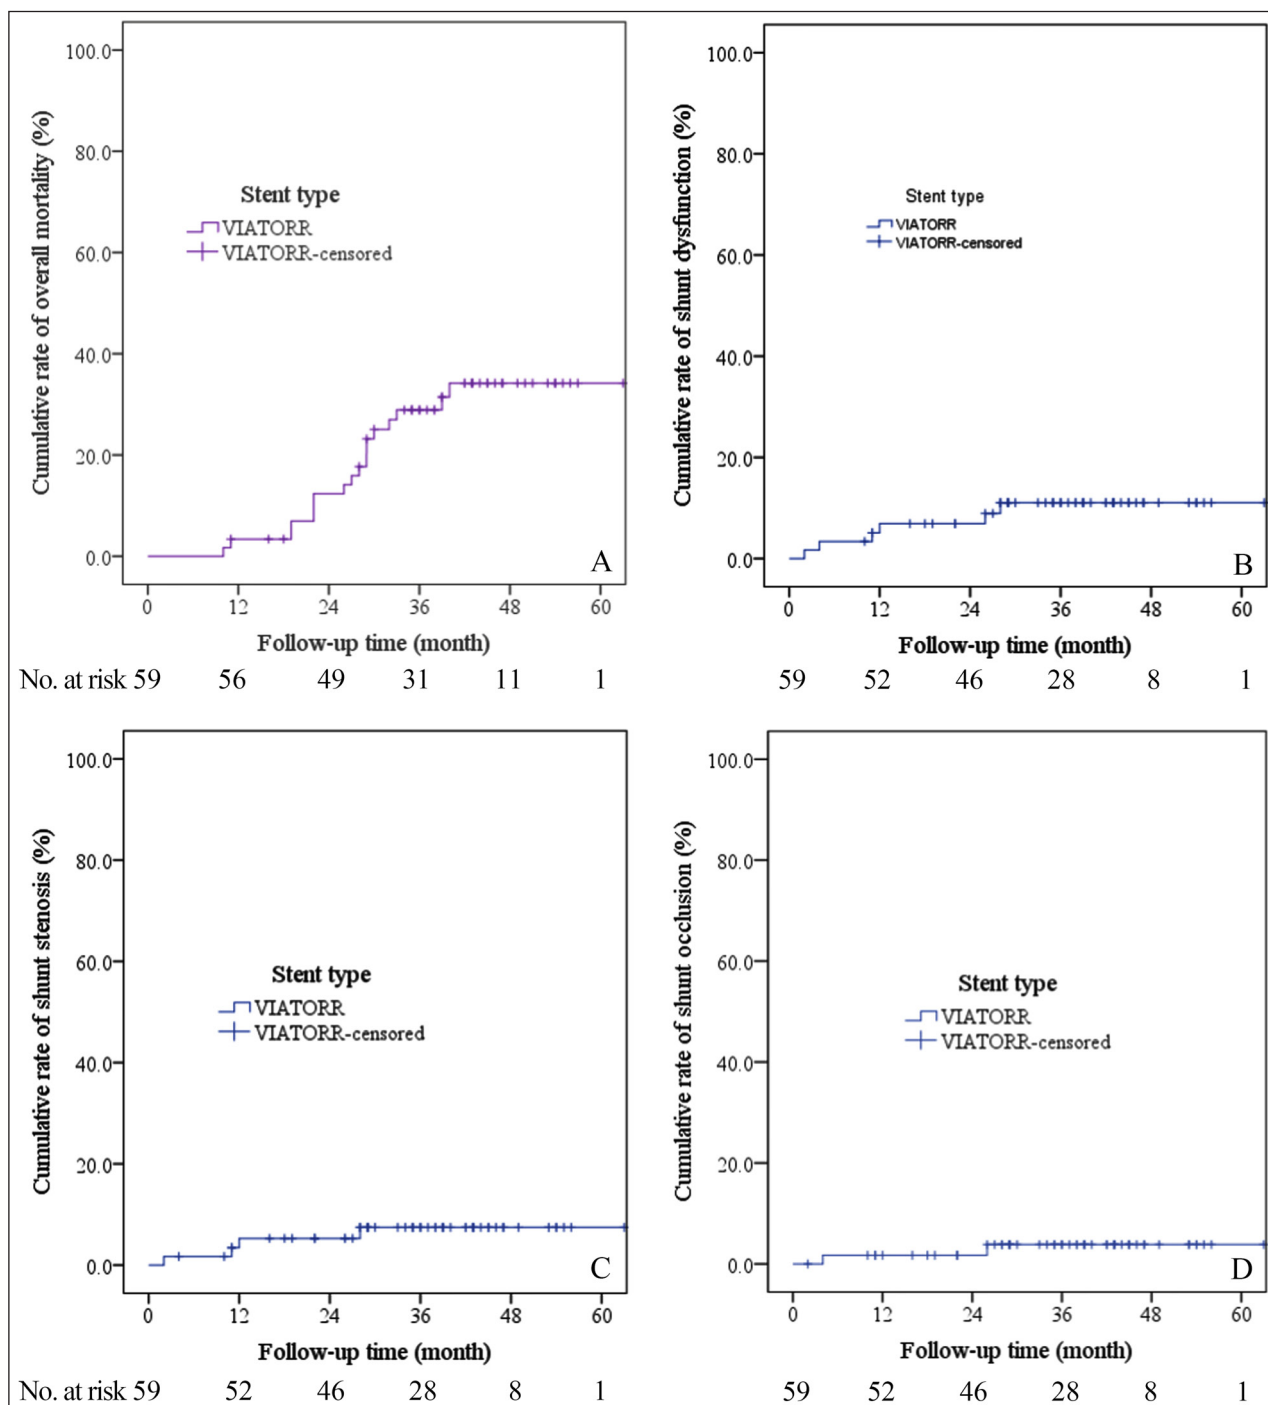 Cumulative rate of overall mortality (%)
100.0
80.0
60.0
40.0
20.0
0.0
Stent type
VIATORR
VIATORR-censored
A
0 12 24 36 48 60
Follow-up time (month)
No. at risk 59 56 49 31 11 1
Cumulative rate of shunt dysfunction (%)
100.0
80.0
60.0
40.0
20.0
0.0
Stent type
VIATORR
VIATORR-censored
B
0 12 24 36 48 60
Follow-up time (month)
59 52 46 28 8 1
Cumulative rate of shunt stenosis (%)
100.0
80.0
60.0
40.0
20.0
0.0
Stent type
VIATORR
VIATORR-censored
C
0 12 24 36 48 60
Follow-up time (month)
No. at risk 59 52 46 28 8 1
Cumulative rate of shunt occlusion (%)
100.0
80.0
60.0
40.0
20.0
0.0
Stent type
VIATORR
VIATORR-censored
D
0 12 24 36 48 60
Follow-up time (month)
59 52 46 28 8 1